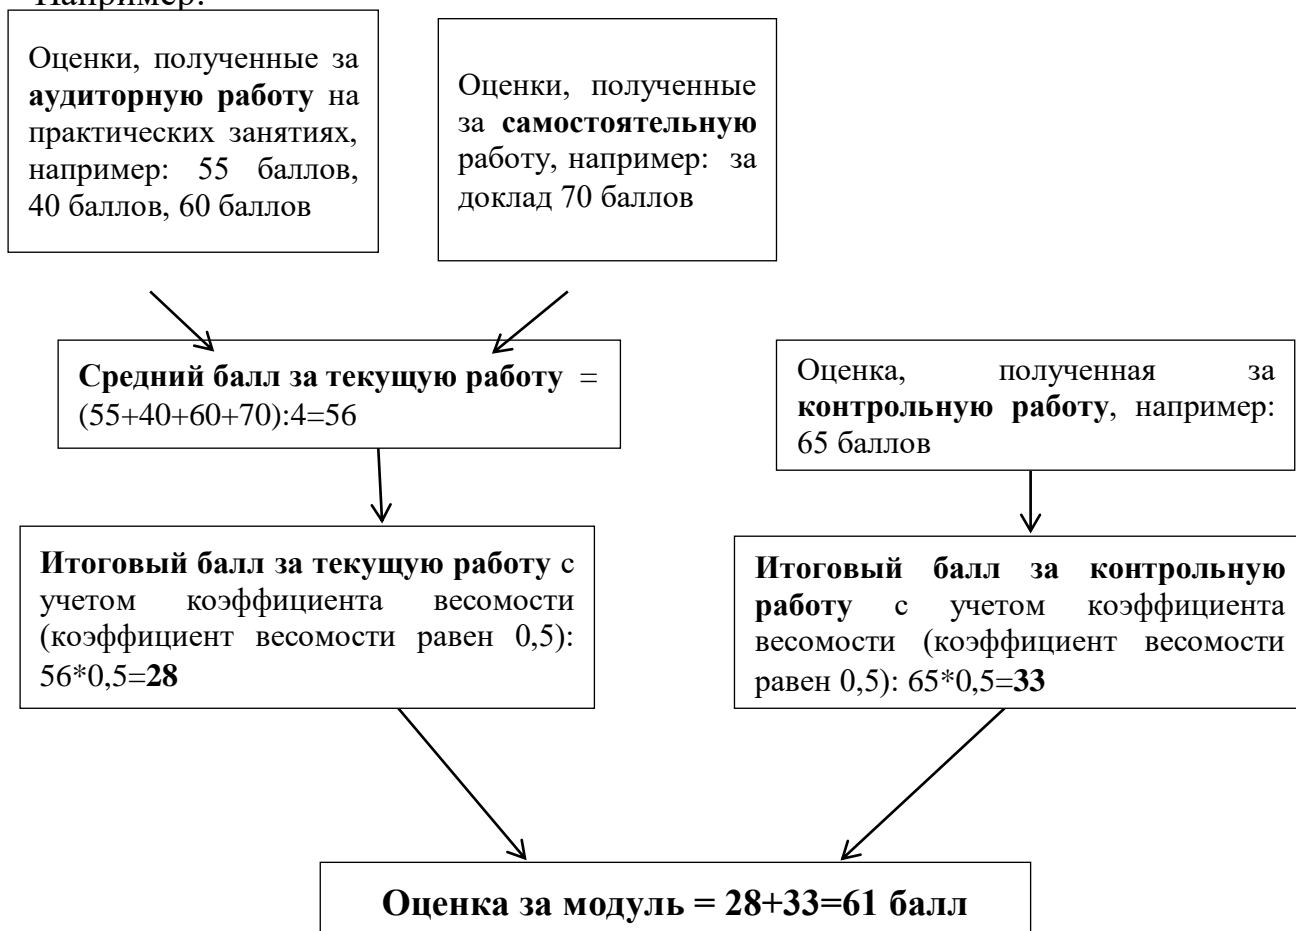 Например:
Оценки, полученные за
аудиторную работу на
практических занятиях,
например: 55 баллов,
40 баллов, 60 баллов
Оценки, полученные
за самостоятельную
работу, например: за
доклад 70 баллов
Средний балл за текущую работу =
(55+40+60+70):4=56
Оценка, полученная за
контрольную работу, например:
65 баллов
Итоговый балл за текущую работу с
учетом коэффициента весомости
(коэффициент весомости равен 0,5):
56*0,5=28
Итоговый балл за контрольную
работу с учетом коэффициента
весомости (коэффициент весомости
равен 0,5): 65*0,5=33
Оценка за модуль = 28+33=61 балл